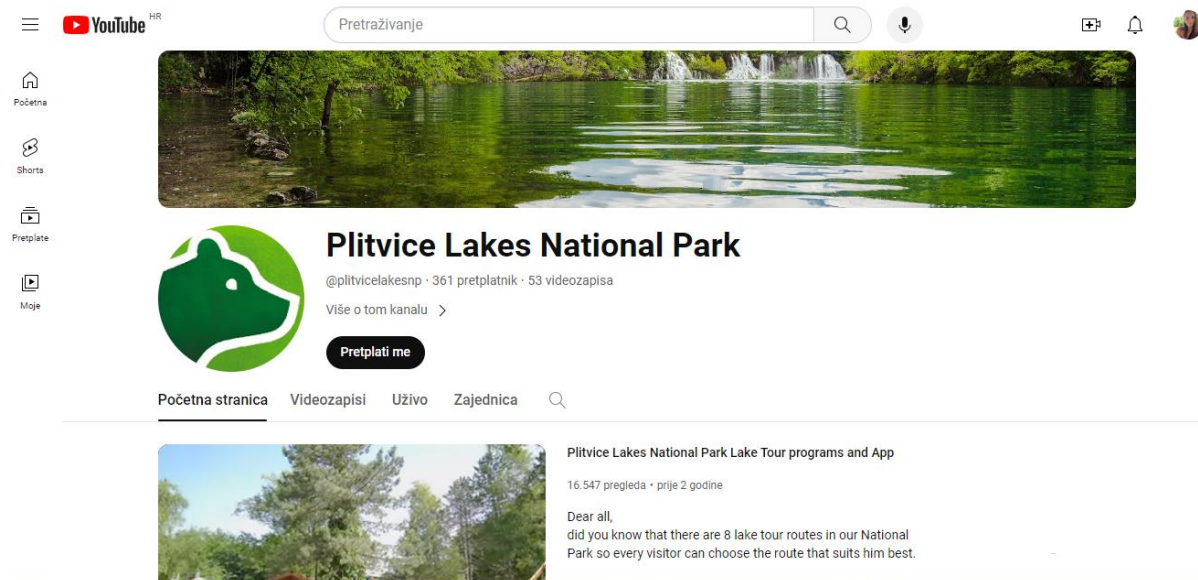 YouTube HR
Pretraživanje
Početna
Shorts
Pretplate
Moje
Plitvice Lakes National Park
@plitvicelakesnp · 361 pretplatnik · 53 videozapisa
Više o tom kanalu
Pretplati me
Početna stranica Videozapisi Uživo Zajednica
Plitvice Lakes National Park Lake Tour programs and App
16.547 pregleda • prije 2 godine
Dear all,
did you know that there are 8 lake tour routes in our National
Park so every visitor can choose the route that suits him best.